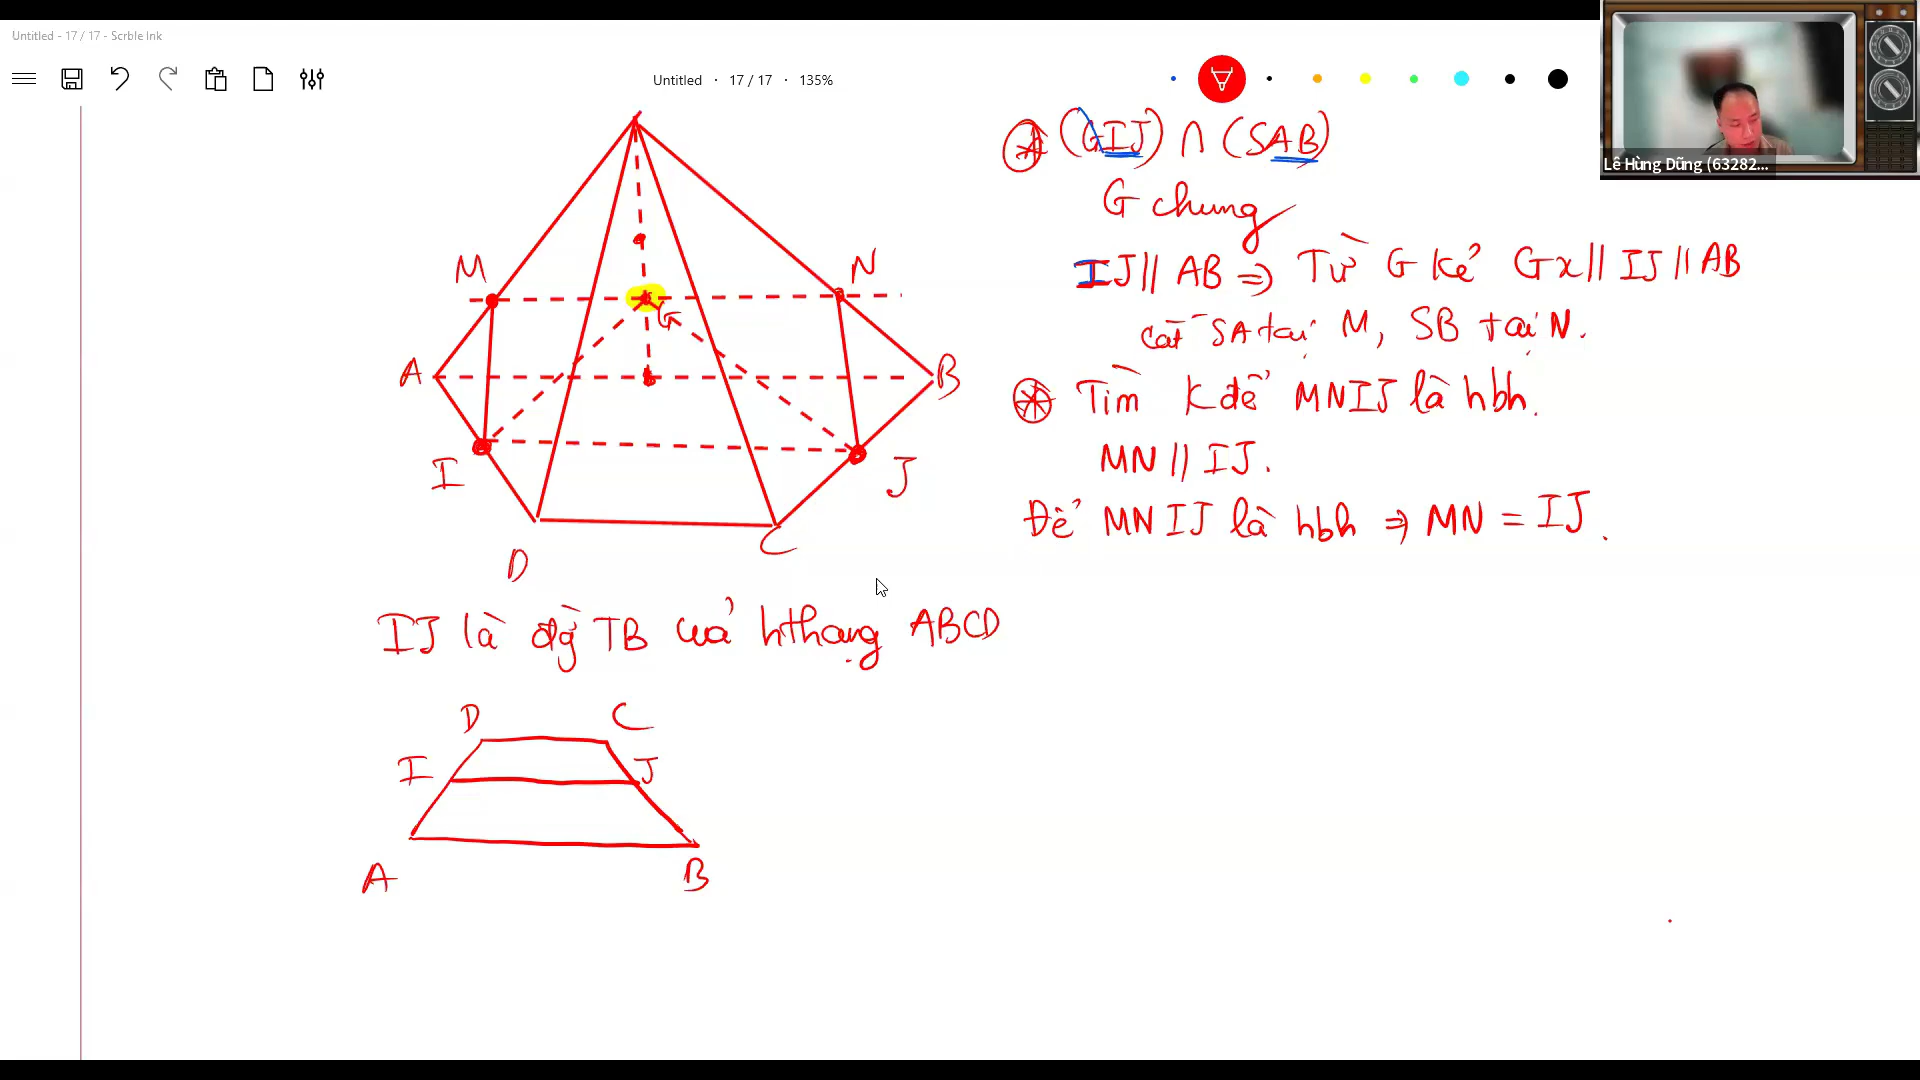 Untitled - 17 / 17 - Scrble Ink
Untitled · 17 / 17 · 135%
Lê Hùng Dũng (63282...
(GIJ) ∩ (SAB)
G chung
IJ // AB ⇒ Từ G kẻ Gx // IJ // AB
cắt SA tại M, SB tại N.
Tìm K để MNIJ là hbh.
MN // IJ.
Để MNIJ là hbh ⇒ MN = IJ.
M
N
G
A
B
I
J
D
C
IJ là đg TB của hthang ABCD
D
C
I
J
A
B